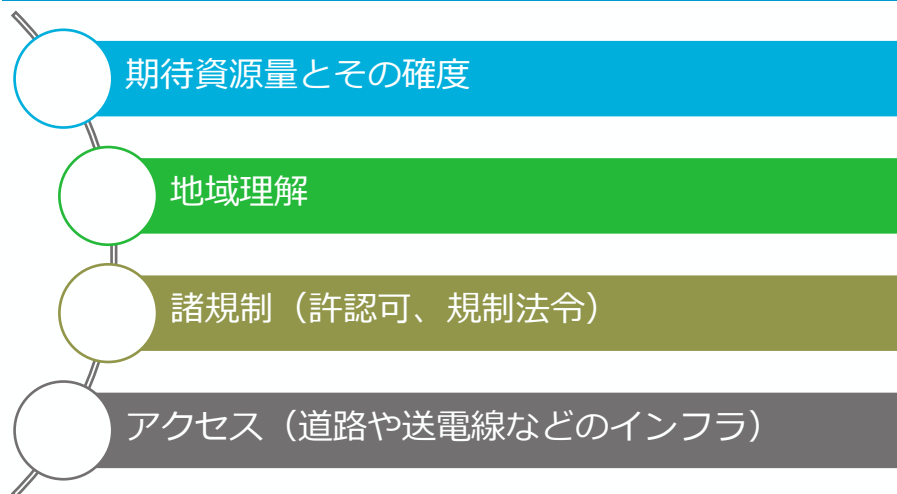 期待資源量とその確度
地域理解
諸規制（許認可、規制法令）
アクセス（道路や送電線などのインフラ）